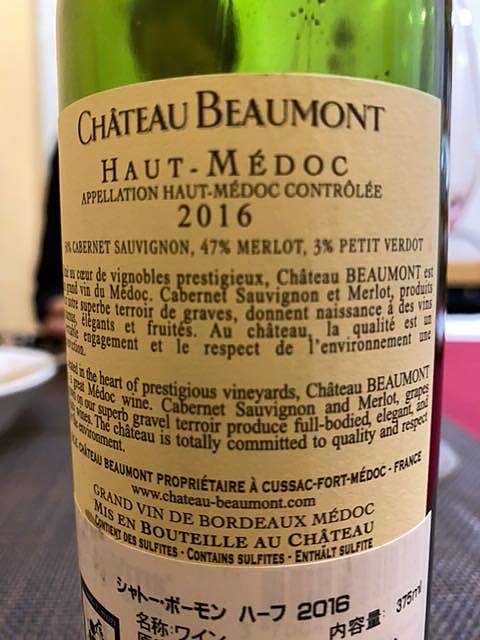 CHÂTEAU BEAUMONT
HAUT-MÉDOC
APPELLATION HAUT-MÉDOC CONTRÔLÉE
2016
CABERNET SAUVIGNON, 47% MERLOT, 3% PETIT VERDOT
au cœur de vignobles prestigieux, Château BEAUMONT est
grand vin du Médoc. Cabernet Sauvignon et Merlot, produits
superbe terroir de graves, donnent naissance à des vins
élégants et fruités. Au château, la qualité est un
engagement et le respect de l'environnement une
in the heart of prestigious vineyards, Château BEAUMONT
great Médoc wine. Cabernet Sauvignon and Merlot, grapes
on our superb gravel terroir produce full-bodied, elegant, and
wines. The château is totally committed to quality and respect
environment.
CHÂTEAU BEAUMONT PROPRIÉTAIRE À CUSSAC-FORT-MÉDOC - FRANCE
www.chateau-beaumont.com
GRAND VIN DE BORDEAUX MÉDOC
MIS EN BOUTEILLE AU CHÂTEAU
CONTIENT DES SULFITES - CONTAINS SULFITES - ENTHÄLT SULFITE
シャトー・ボーモン ハーフ 2016
名称:ワイン 内容量: 375ml